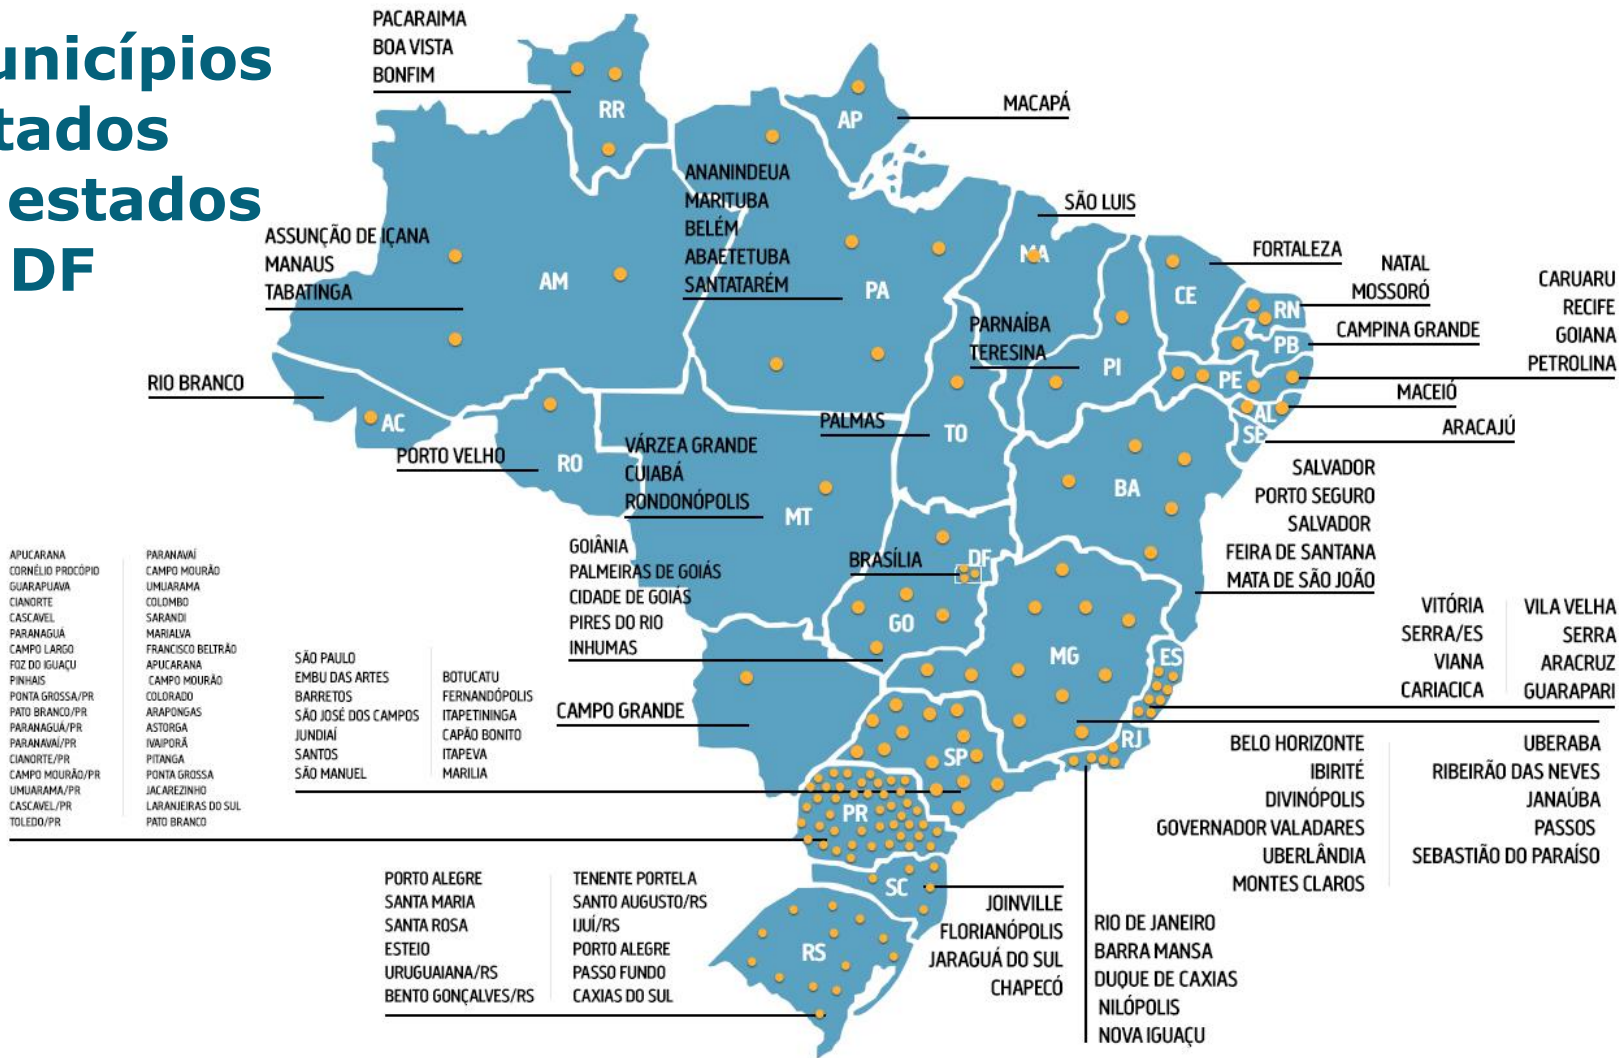 unicípios
tados
estados
DF
PACARAIMA
BOA VISTA
BONFIM
RR
AP
MACAPÁ
ANANINDEUA
MARITUBA
BELÉM
ABAETETUBA
SANTATARÉM
PA
SÃO LUIS
MA
FORTALEZA
CE
NATAL
MOSSORÓ
RN
CARUARU
RECIFE
GOIANA
PETROLINA
PE
CAMPINA GRANDE
PB
ASSUNÇÃO DE IÇANA
MANAUS
TABATINGA
AM
PARNAÍBA
TERESINA
PI
RIO BRANCO
AC
MACEIÓ
AL
ARACAJÚ
SE
PALMAS
TO
PORTO VELHO
RO
VÁRZEA GRANDE
CUIABÁ
RONDONÓPOLIS
MT
SALVADOR
PORTO SEGURO
SALVADOR
FEIRA DE SANTANA
MATA DE SÃO JOÃO
BA
GOIÂNIA
PALMEIRAS DE GOIÁS
CIDADE DE GOIÁS
PIRES DO RIO
INHUMAS
GO
BRASÍLIA
DF
VITÓRIA
SERRA/ES
VIANA
CARIACICA
VILA VELHA
SERRA
ARACRUZ
GUARAPARI
ES
MG
APUCARANA
CORNÉLIO PROCÓPIO
GUARAPUAVA
CIANORTE
CASCAVEL
PARANAGUÁ
CAMPO LARGO
FOZ DO IGUAÇU
PINHAIS
PONTA GROSSA/PR
PATO BRANCO/PR
PARANAGUÁ/PR
PARANAVAÍ/PR
CIANORTE/PR
CAMPO MOURÃO/PR
UMUARAMA/PR
CASCAVEL/PR
TOLEDO/PR
PARANAVAÍ
CAMPO MOURÃO
UMUARAMA
COLOMBO
SARANDI
MARIALVA
FRANCISCO BELTRÃO
APUCARANA
CAMPO MOURÃO
COLORADO
ARAPONGAS
ASTORGA
IVAIPORÃ
PITANGA
PONTA GROSSA
JACAREZINHO
LARANJEIRAS DO SUL
PATO BRANCO
PR
SÃO PAULO
EMBU DAS ARTES
BARRETOS
SÃO JOSÉ DOS CAMPOS
JUNDIAÍ
SANTOS
SÃO MANUEL
BOTUCATU
FERNANDÓPOLIS
ITAPETININGA
CAPÃO BONITO
ITAPEVA
MARILIA
SP
CAMPO GRANDE
RJ
BELO HORIZONTE
IBIRITÉ
DIVINÓPOLIS
GOVERNADOR VALADARES
UBERLÂNDIA
MONTES CLAROS
UBERABA
RIBEIRÃO DAS NEVES
JANAÚBA
PASSOS
SEBASTIÃO DO PARAÍSO
PORTO ALEGRE
SANTA MARIA
SANTA ROSA
ESTEIO
URUGUAIANA/RS
BENTO GONÇALVES/RS
TENENTE PORTELA
SANTO AUGUSTO/RS
IJUÍ/RS
PORTO ALEGRE
PASSO FUNDO
CAXIAS DO SUL
RS
SC
JOINVILLE
FLORIANÓPOLIS
JARAGUÁ DO SUL
CHAPECÓ
RIO DE JANEIRO
BARRA MANSA
DUQUE DE CAXIAS
NILÓPOLIS
NOVA IGUAÇU